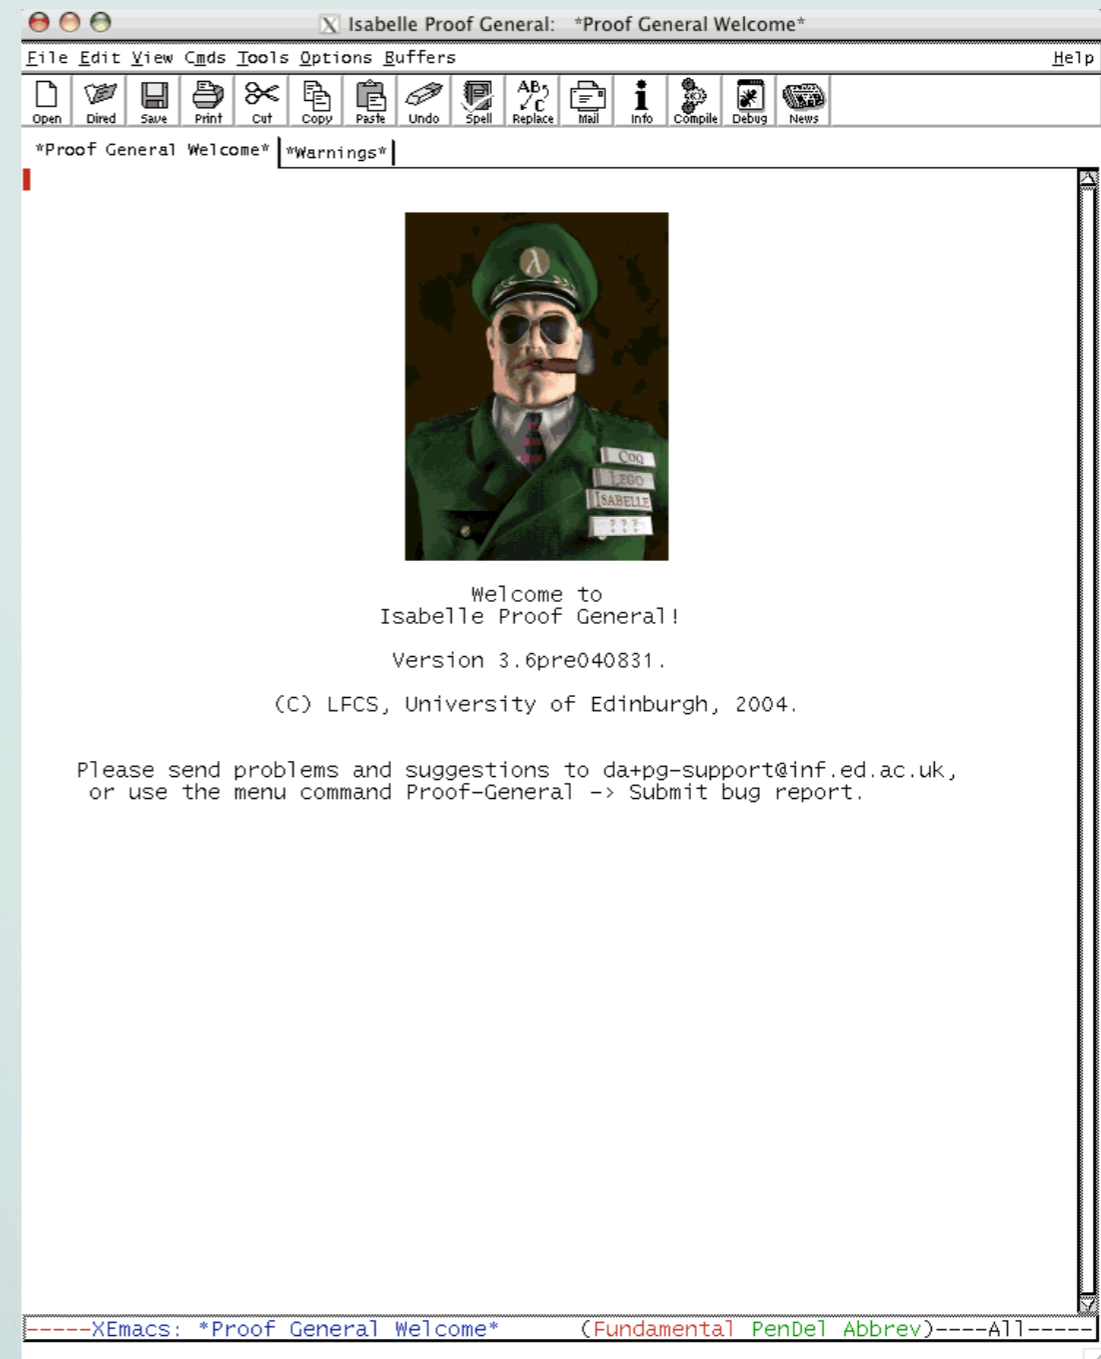 Isabelle Proof General: *Proof General Welcome*
File Edit View Cmds Tools Options Buffers Help
Open Dired Save Print Cut Copy Paste Undo Spell Replace Mail Info Compile Debug News
*Proof General Welcome* *Warnings*
λ
COQ
LEGO
ISABELLE
? ? ?
Welcome to
Isabelle Proof General!
Version 3.6pre040831.
(C) LFCS, University of Edinburgh, 2004.
Please send problems and suggestions to da+pg-support@inf.ed.ac.uk,
or use the menu command Proof-General -> Submit bug report.
-----XEmacs: *Proof General Welcome* (Fundamental PenDel Abbrev)----All-----